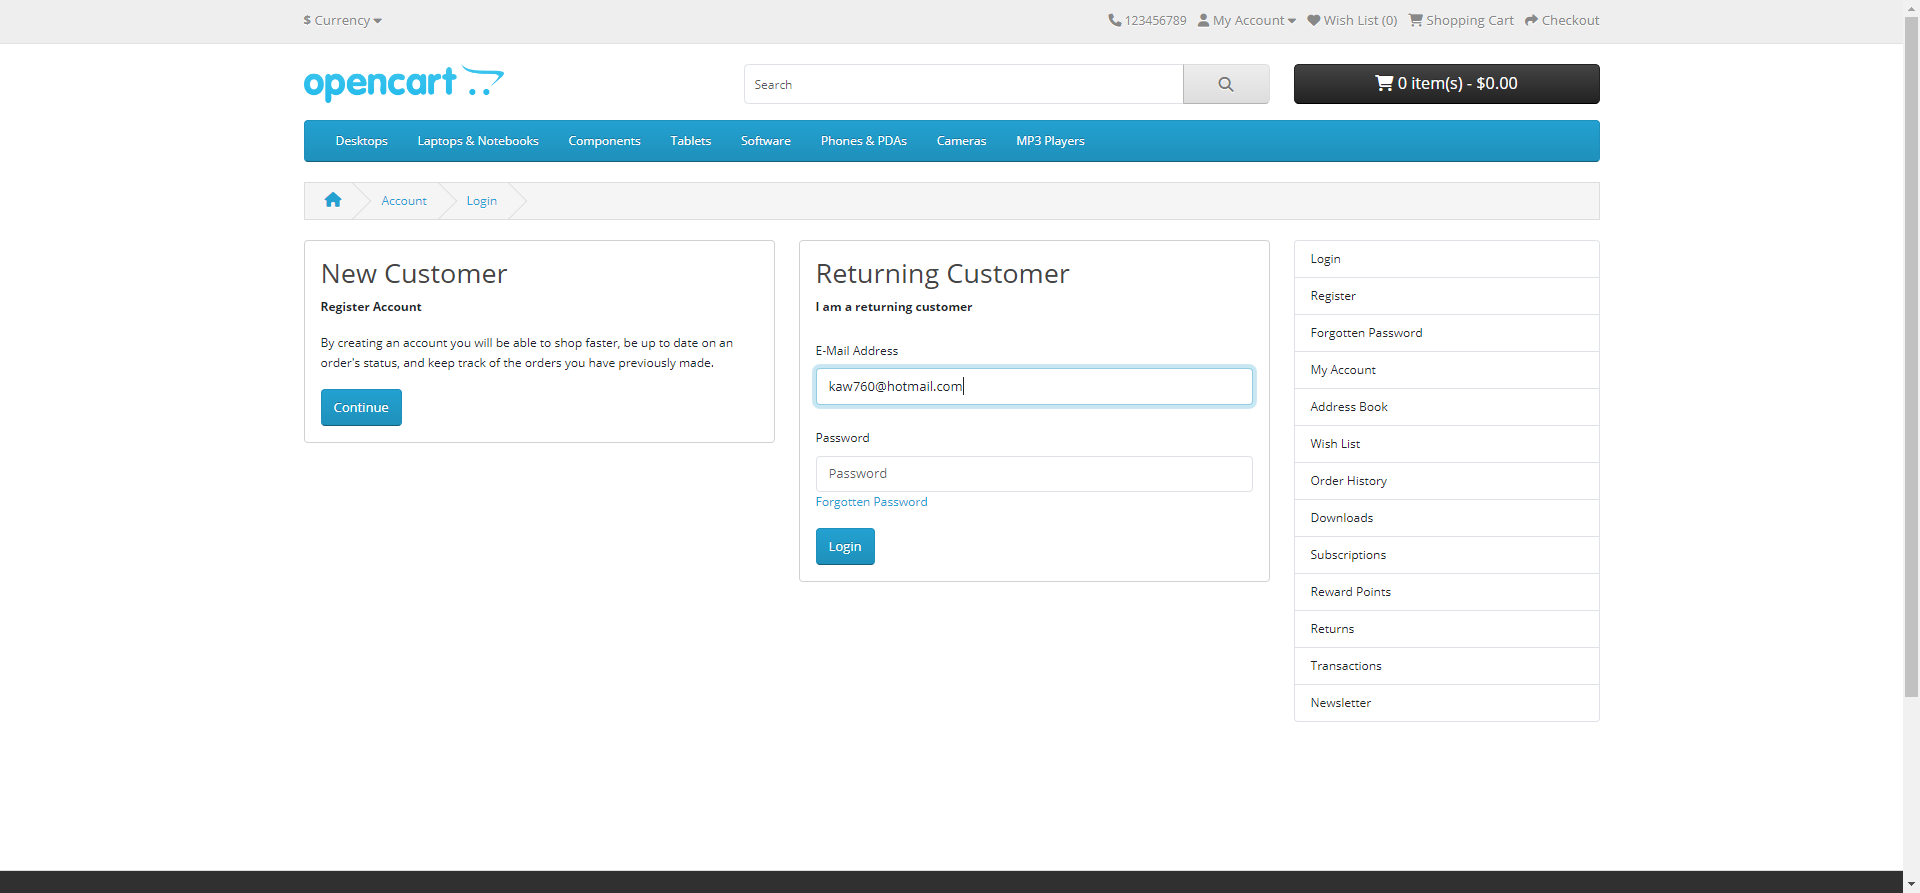 $ Currency
123456789 My Account Wish List (0) Shopping Cart Checkout
opencart
Search
0 item(s) - $0.00
Desktops Laptops & Notebooks Components Tablets Software Phones & PDAs Cameras MP3 Players
Account Login
New Customer
Register Account
By creating an account you will be able to shop faster, be up to date on an
order's status, and keep track of the orders you have previously made.
Continue
Returning Customer
I am a returning customer
E-Mail Address
kaw760@hotmail.com
Password
Password
Forgotten Password
Login
Login
Register
Forgotten Password
My Account
Address Book
Wish List
Order History
Downloads
Subscriptions
Reward Points
Returns
Transactions
Newsletter